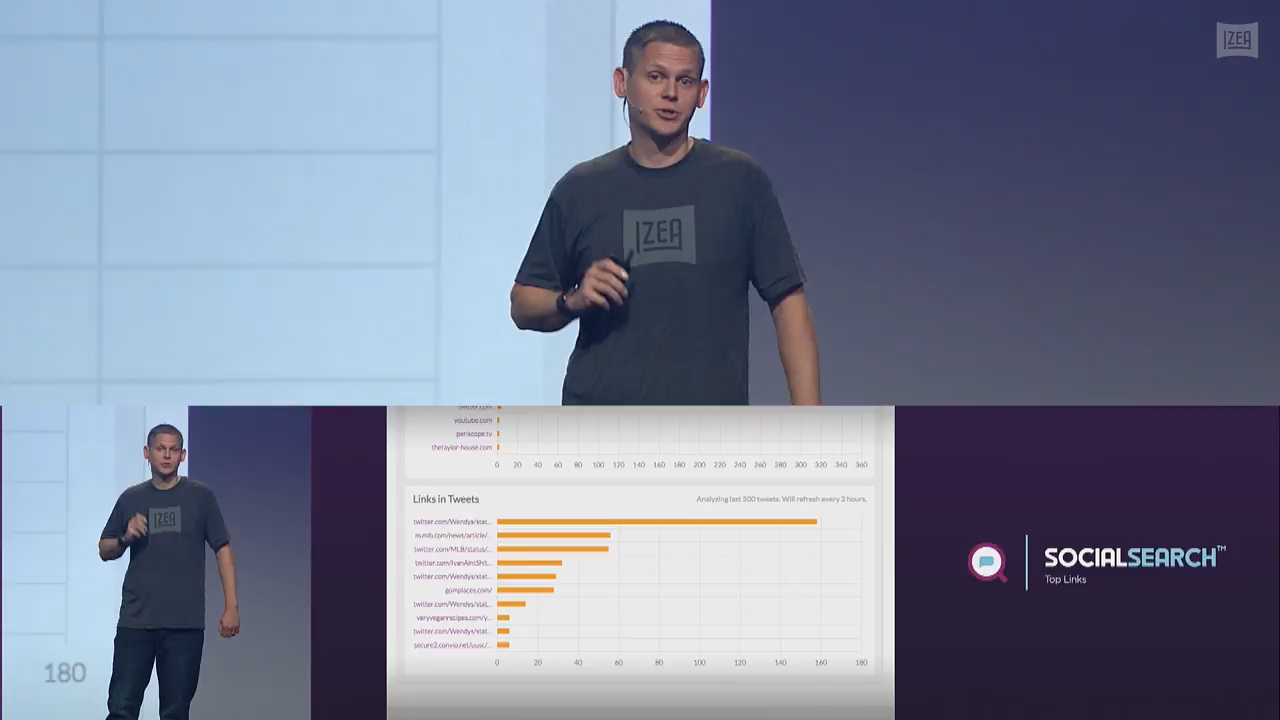 IZEA
IZEA
IZEA
180
twitter.com
youtube.com
periscope.tv
thetaylor-house.com
0 20 40 60 80 100 120 140 160 180 200 220 240 260 280 300 320 340 360
Links in Tweets
Analyzing last 500 tweets. Will refresh every 2 hours.
twitter.com/Wendys/stat...
m.mlb.com/news/article/...
twitter.com/MLB/status/...
twitter.com/IvanAintShit...
twitter.com/Wendys/stat...
gomplaces.com/
twitter.com/Wendys/stat...
veryveganrecipes.com/y...
twitter.com/Wendys/stat...
0 20 40 60 80 100 120 140 160 180
SOCIALSEARCH™
Top Links